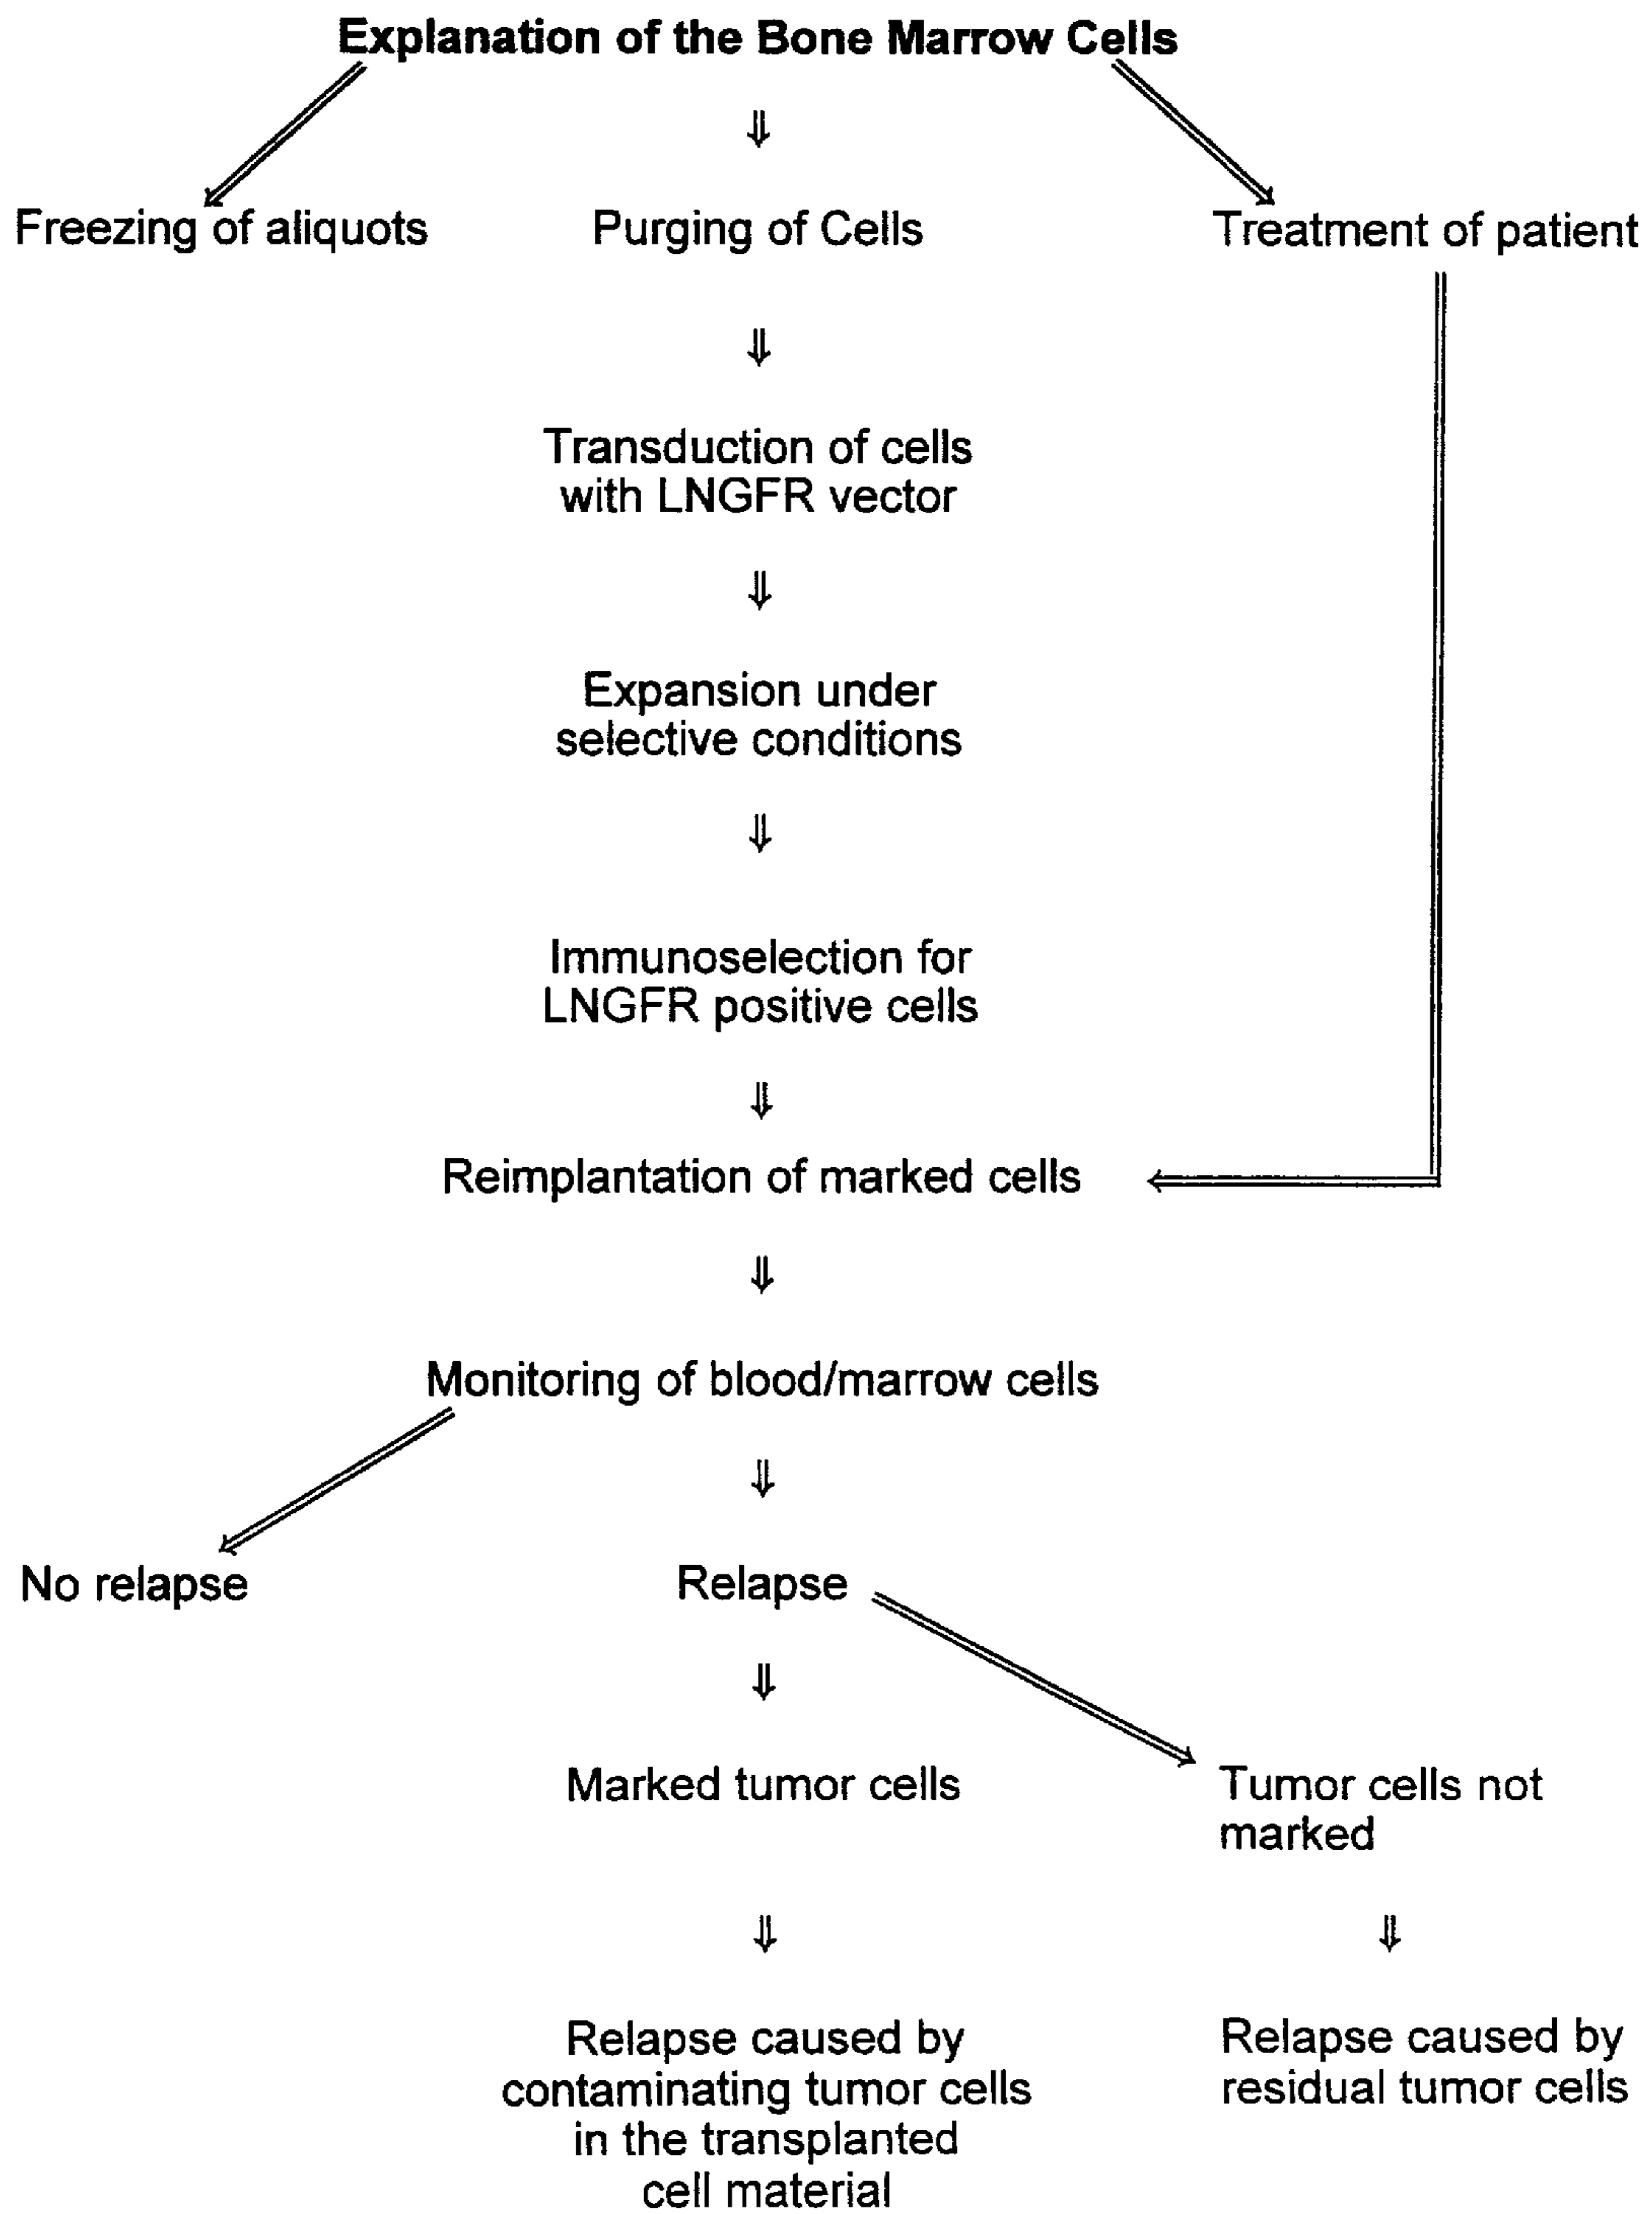 Explanation of the Bone Marrow Cells
Freezing of aliquots
Purging of Cells
Treatment of patient
Transduction of cells
with LNGFR vector
Expansion under
selective conditions
Immunoselection for
LNGFR positive cells
Reimplantation of marked cells
Monitoring of blood/marrow cells
No relapse
Relapse
Marked tumor cells
Tumor cells not
marked
Relapse caused by
contaminating tumor cells
in the transplanted
cell material
Relapse caused by
residual tumor cells